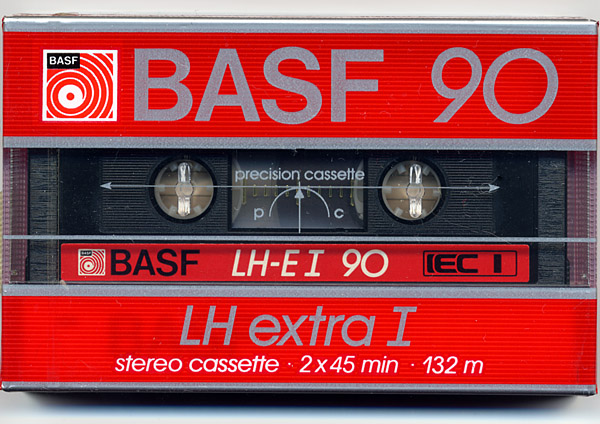 BASF
BASF 90
precision cassette
p c
BASF
BASF LH-E I 90 IEC I
LH extra I
stereo cassette · 2 x 45 min · 132 m